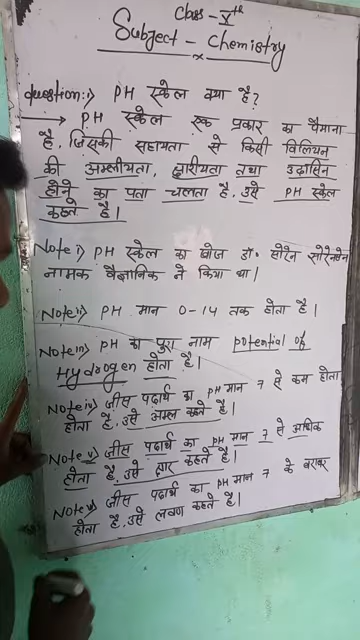 Class - Xth
Subject - Chemistry
question:i) PH स्केल क्या है?
→ PH स्केल एक प्रकार का पैमाना
है, जिसकी सहायता से किसी विलियन
की अम्लीयता, क्षारीयता तथा उदासिन
होने का पता चलता है, उसे PH स्केल
कहते हैं।
Note i) PH स्केल का खोज डॉ॰ सोरेन सोरेनसेन
नामक वैज्ञानिक ने किया था।
Note ii) PH मान 0-14 तक होता है।
Note iii) PH का पुरा नाम potential of
Hydrogen होता है।
Note iv) जीस पदार्थ का PH मान 7 से कम होता
होता है, उसे अम्ल कहते है।
Note v) जीस पदार्थ का PH मान 7 से अधिक
होता है, उसे क्षार कहते है।
Note vi) जीस पदार्थ का PH मान 7 के बराबर
होता है, उसे लवण कहते है।